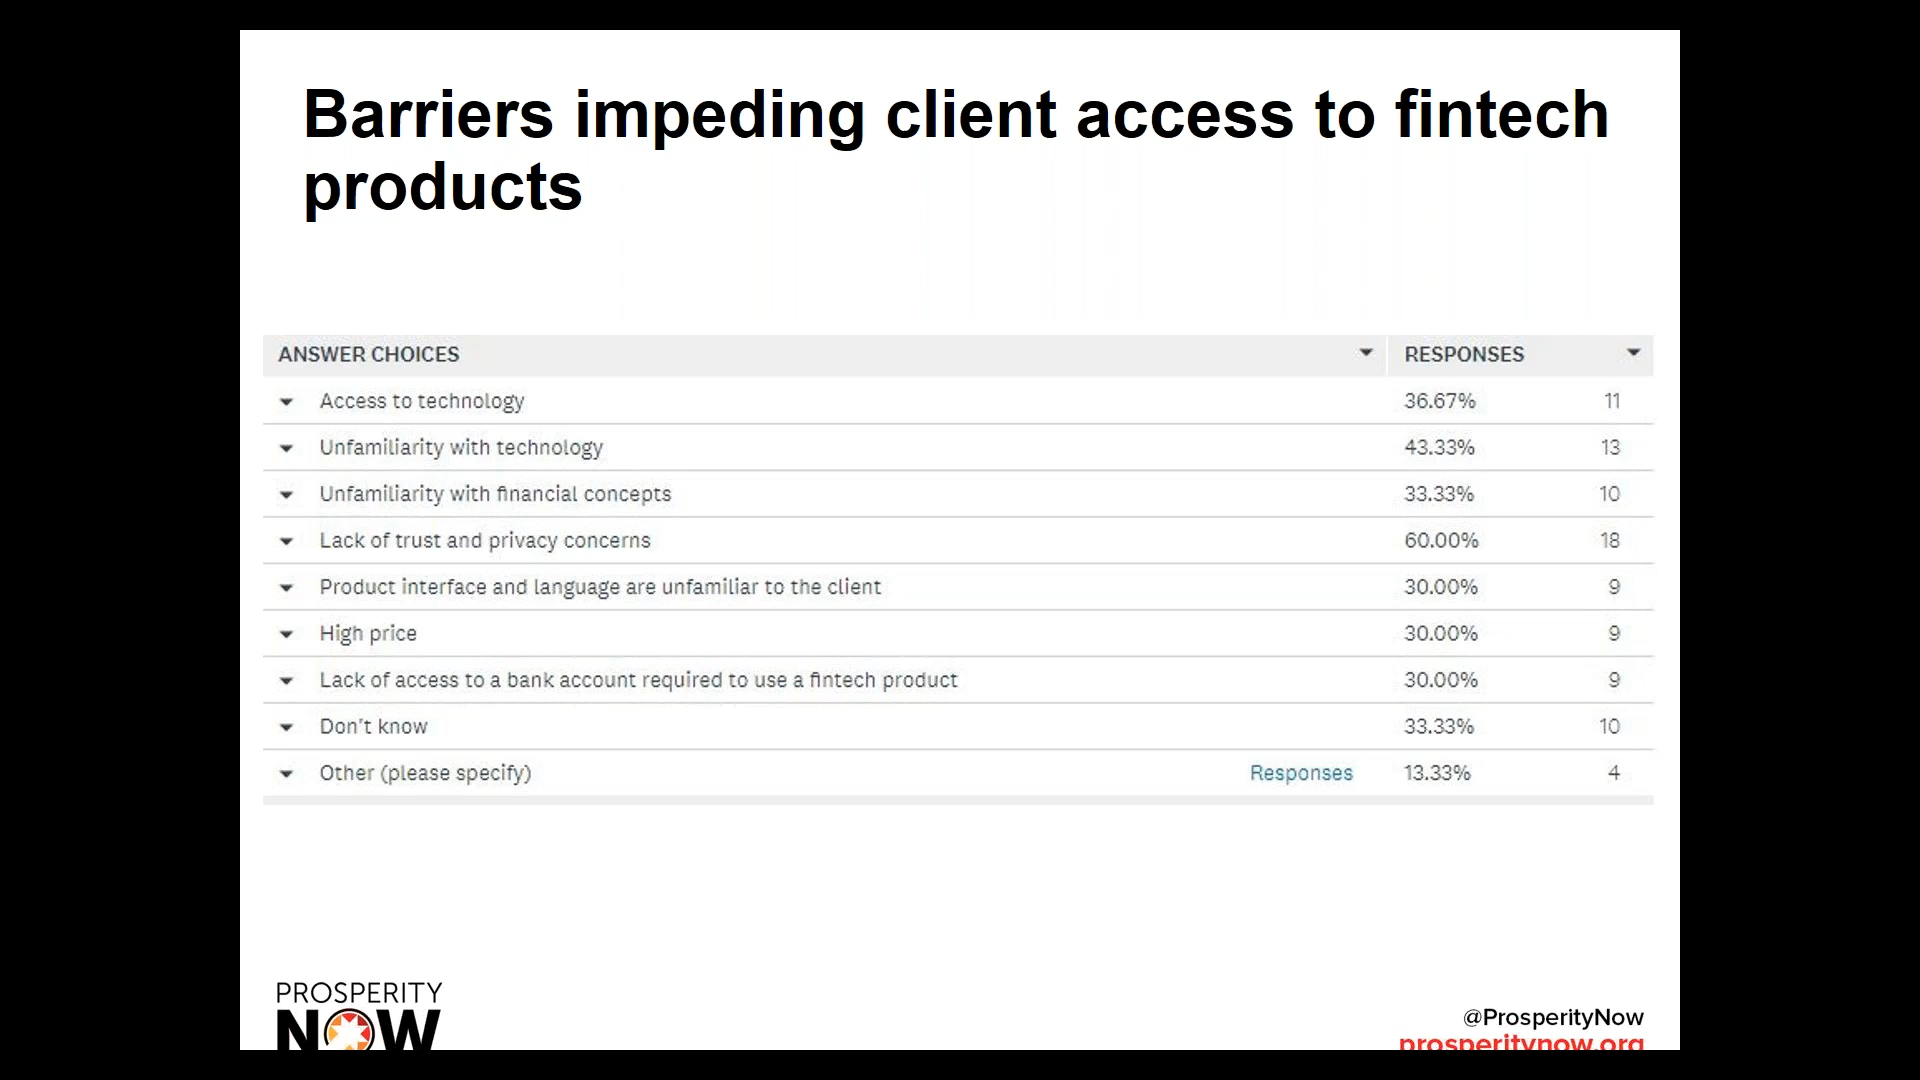 Barriers impeding client access to fintech
products
ANSWER CHOICES RESPONSES
Access to technology 36.67% 11
Unfamiliarity with technology 43.33% 13
Unfamiliarity with financial concepts 33.33% 10
Lack of trust and privacy concerns 60.00% 18
Product interface and language are unfamiliar to the client 30.00% 9
High price 30.00% 9
Lack of access to a bank account required to use a fintech product 30.00% 9
Don't know 33.33% 10
Other (please specify) Responses 13.33% 4
PROSPERITY
NOW
@ProsperityNow
prosperitynow.org